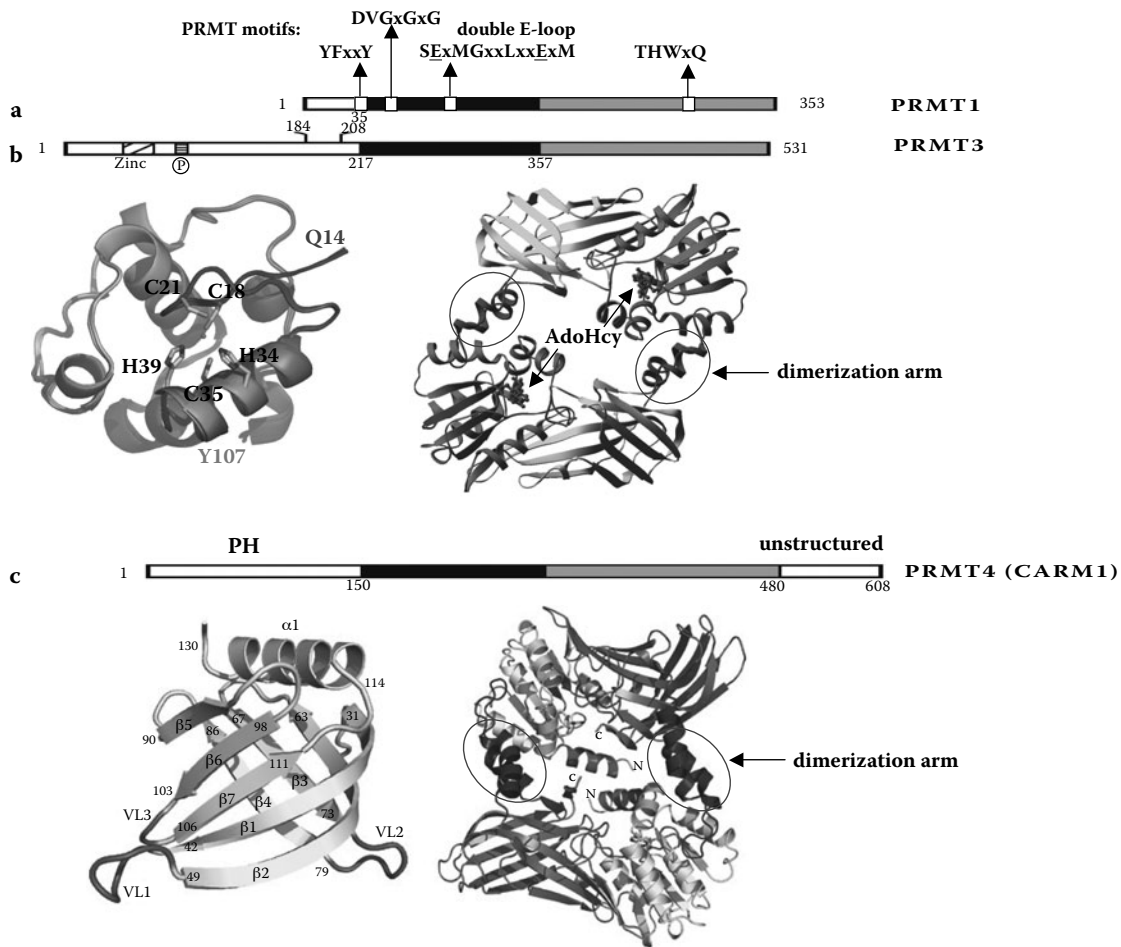 DVGxGxG
PRMT motifs:
double E-loop
YFxxY
SExMGxxLxxExM
THWxQ
a
1
35
353
PRMT1
184
208
b
1
Zinc
P
217
357
531
PRMT3
Q14
C21
C18
H39
H34
C35
Y107
AdoHcy
dimerization arm
PH
unstructured
c
1
150
480
608
PRMT4 (CARM1)
α1
130
114
β5
67
63
31
90
86
98
β6
111
β3
103
β7
β4
VL3
106
β1
73
VL2
42
49
β2
79
VL1
c
N
c
N
dimerization arm